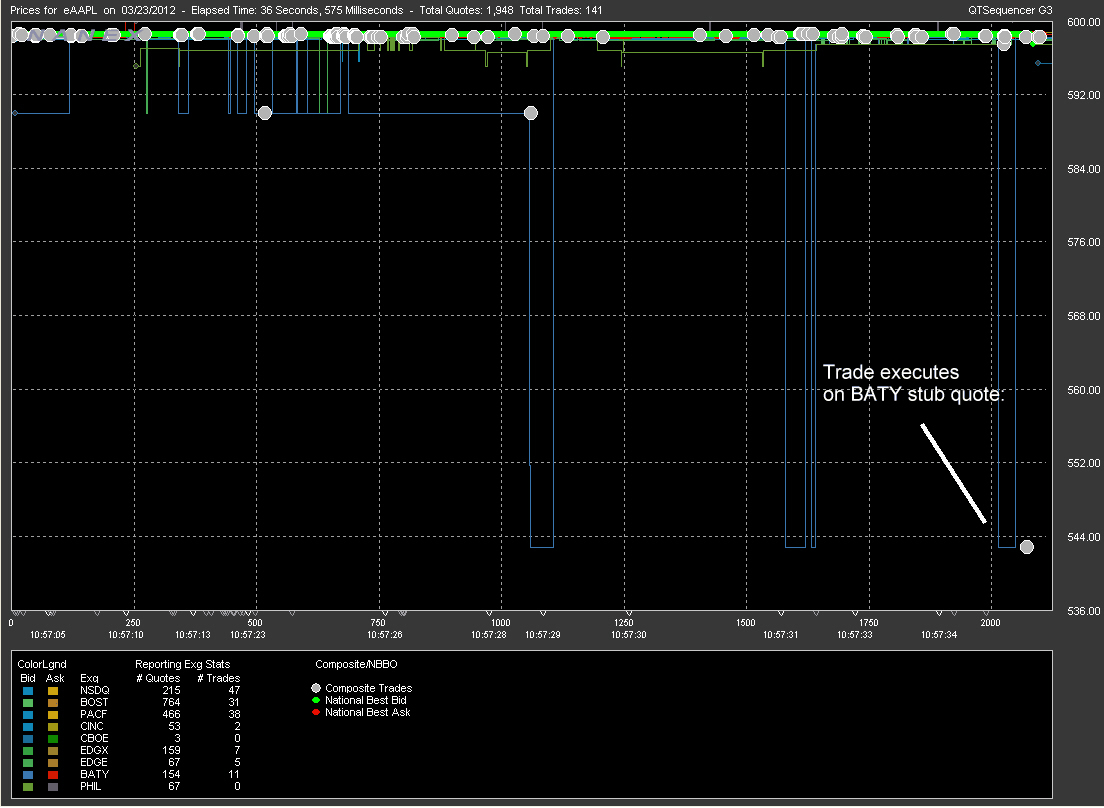 Prices for eAAPL on 03/23/2012 - Elapsed Time: 36 Seconds, 575 Milliseconds - Total Quotes: 1,948 Total Trades: 141 QTSequencer G3
600.00
592.00
584.00
576.00
568.00
Trade executes
560.00
on BATY stub quote:
552.00
544.00
536.00
0 250 500 750 1000 1250 1500 1750 2000
10:57:05 10:57:10 10:57:13 10:57:23 10:57:26 10:57:28 10:57:29 10:57:30 10:57:31 10:57:33 10:57:34
ColorLgnd Reporting Exg Stats Composite/NBBO
Bid Ask Exq # Quotes # Trades
NSDQ 215 47
Composite Trades
BOST 764 31
National Best Bid
PACF 466 38
National Best Ask
CINC 53 2
CBOE 3 0
EDGX 159 7
EDGE 67 5
BATY 154 11
PHIL 67 0